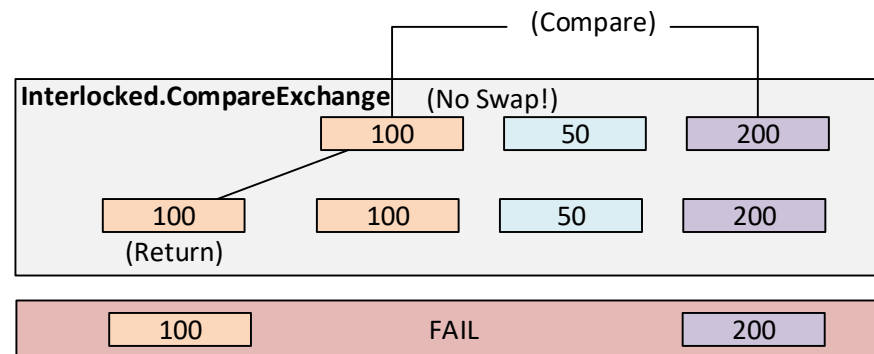 (Compare)
Interlocked.CompareExchange (No Swap!)
100 50 200
100 100 50 200
(Return)
100 FAIL 200